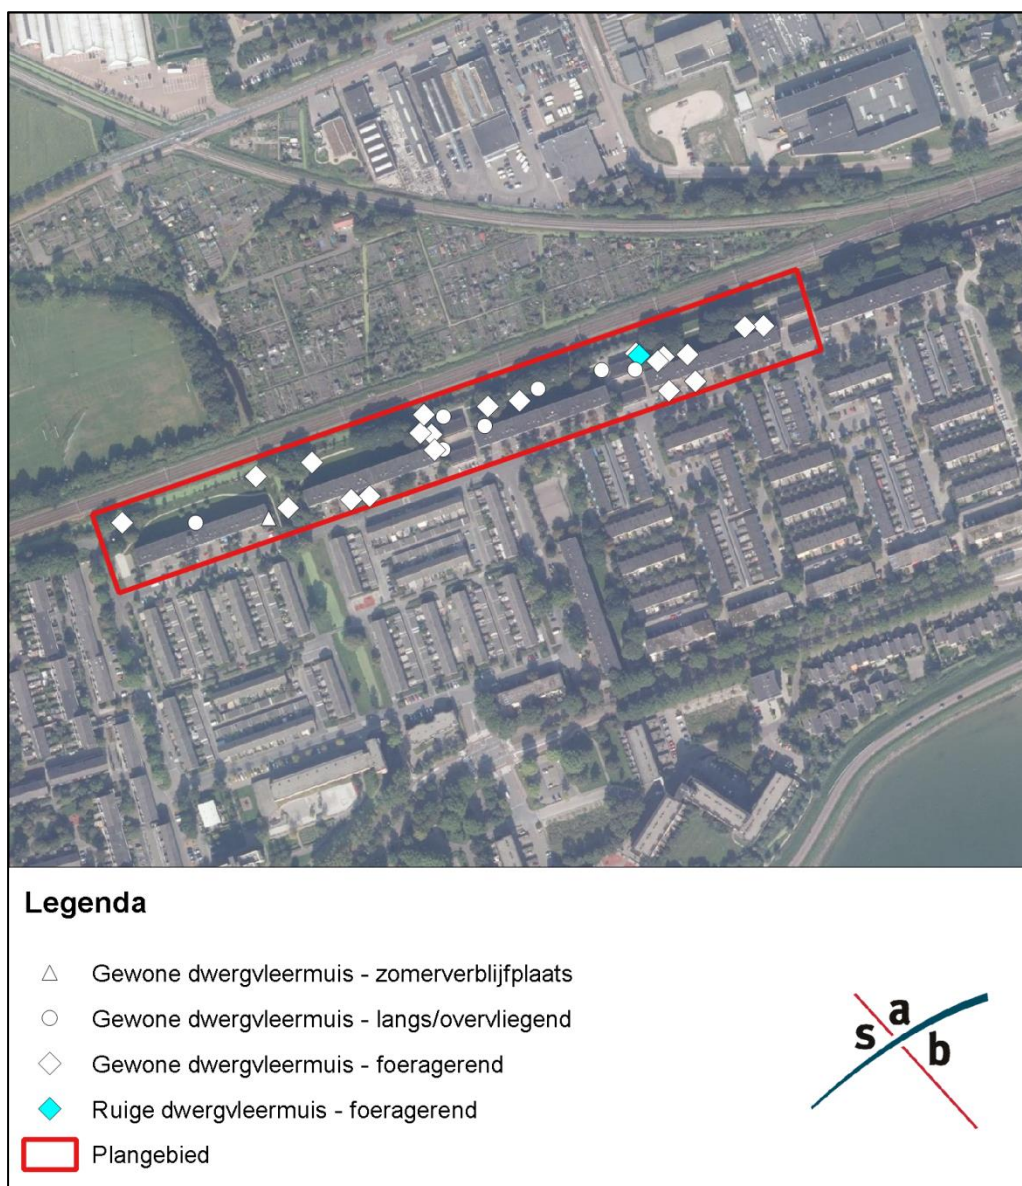 Legenda
Gewone dwergvleermuis - zomerverblijfplaats
Gewone dwergvleermuis - langs/overvliegend
Gewone dwergvleermuis - foeragerend
Ruige dwergvleermuis - foeragerend
Plangebied
s a b